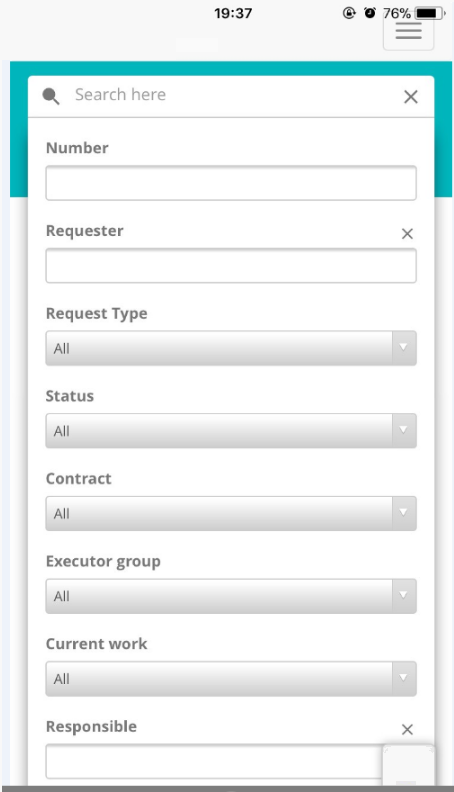 19:37
76%
Search here
Number
Requester
Request Type
All
Status
All
Contract
All
Executor group
All
Current work
All
Responsible